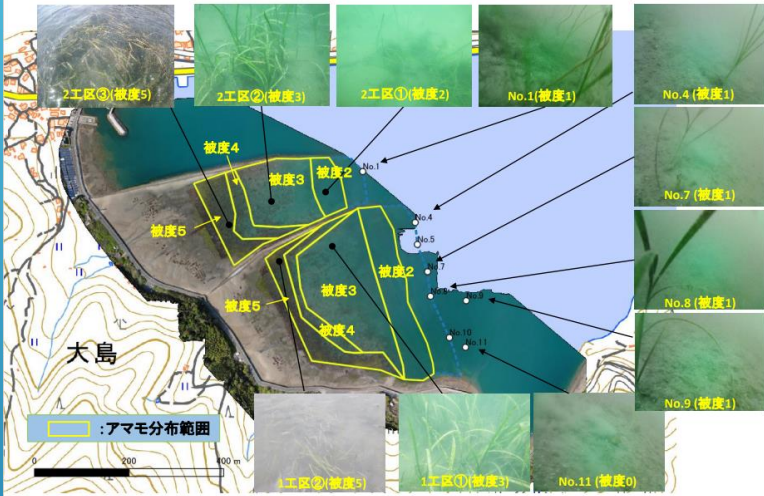 2工区③(被度5)
2工区②(被度3)
2工区①(被度2)
No.1(被度1)
No.4 (被度1)
被度4
被度3
被度2
被度5
No.1
No.4
No.5
No.7
No.8
No.9
No.10
No.11
No.7 (被度1)
被度2
被度3
被度5
被度4
No.8 (被度1)
大島
No.9 (被度1)
:アマモ分布範囲
0 200 400 m
1工区②(被度5)
1工区①(被度3)
No.11 (被度0)